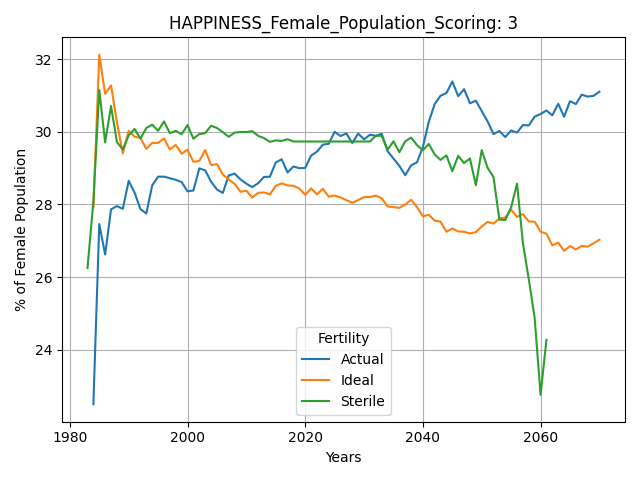 HAPPINESS_Female_Population_Scoring: 3
% of Female Population
32
30
28
26
24
Fertility
Actual
Ideal
Sterile
1980
2000
2020
2040
2060
Years